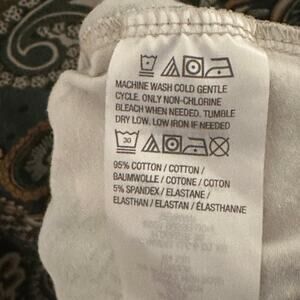 MACHINE WASH COLD GENTLE
CYCLE. ONLY NON-CHLORINE
BLEACH WHEN NEEDED. TUMBLE
DRY LOW. LOW IRON IF NEEDED
30
95% COTTON / COTTON /
BAUMWOLLE / COTONE / COTON
5% SPANDEX / ELASTANE /
ELASTHAN / ELASTAN / ÉLASTHANNE